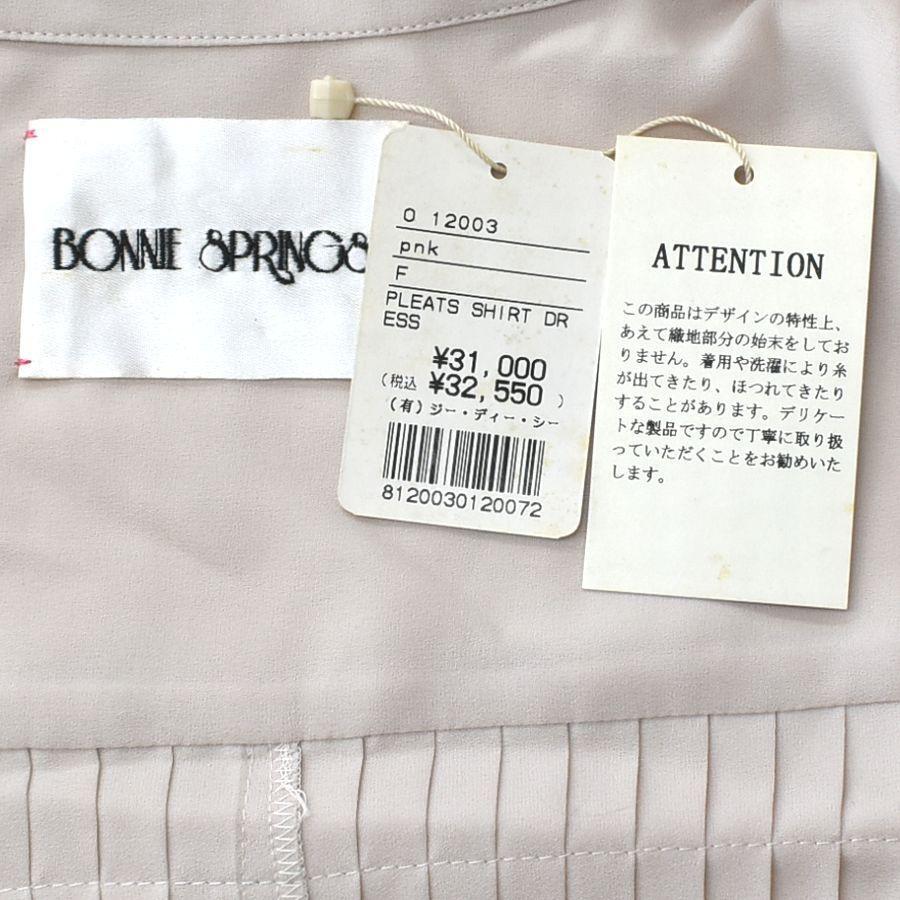 BONNIE SPRINGS
O 12003
pnk
F
PLEATS SHIRT DR
ESS
¥31,000
(税込 ¥32,550 )
(有)ジー・ディー・シー
8120030120072
ATTENTION
この商品はデザインの特性上、
あえて織地部分の始末をしてお
りません。着用や洗濯により糸
が出てきたり、ほつれてきたり
することがあります。デリケー
トな製品ですので丁寧に取り扱
っていただくことをお勧めいた
します。